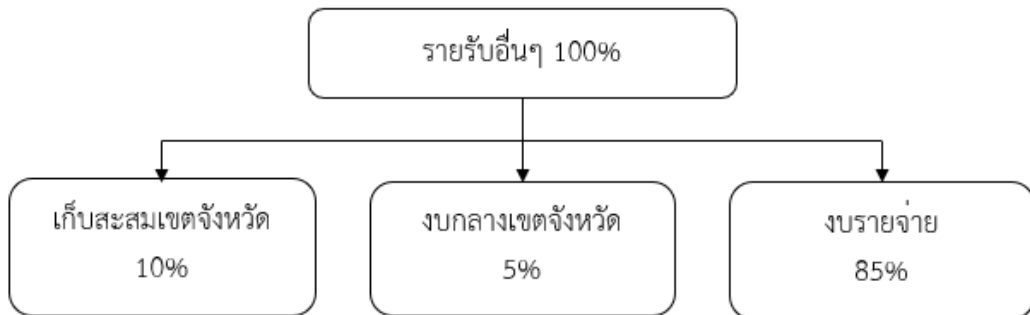 รายรับอื่นๆ 100%
เก็บสะสมเขตจังหวัด
10%
งบกลางเขตจังหวัด
5%
งบรายจ่าย
85%